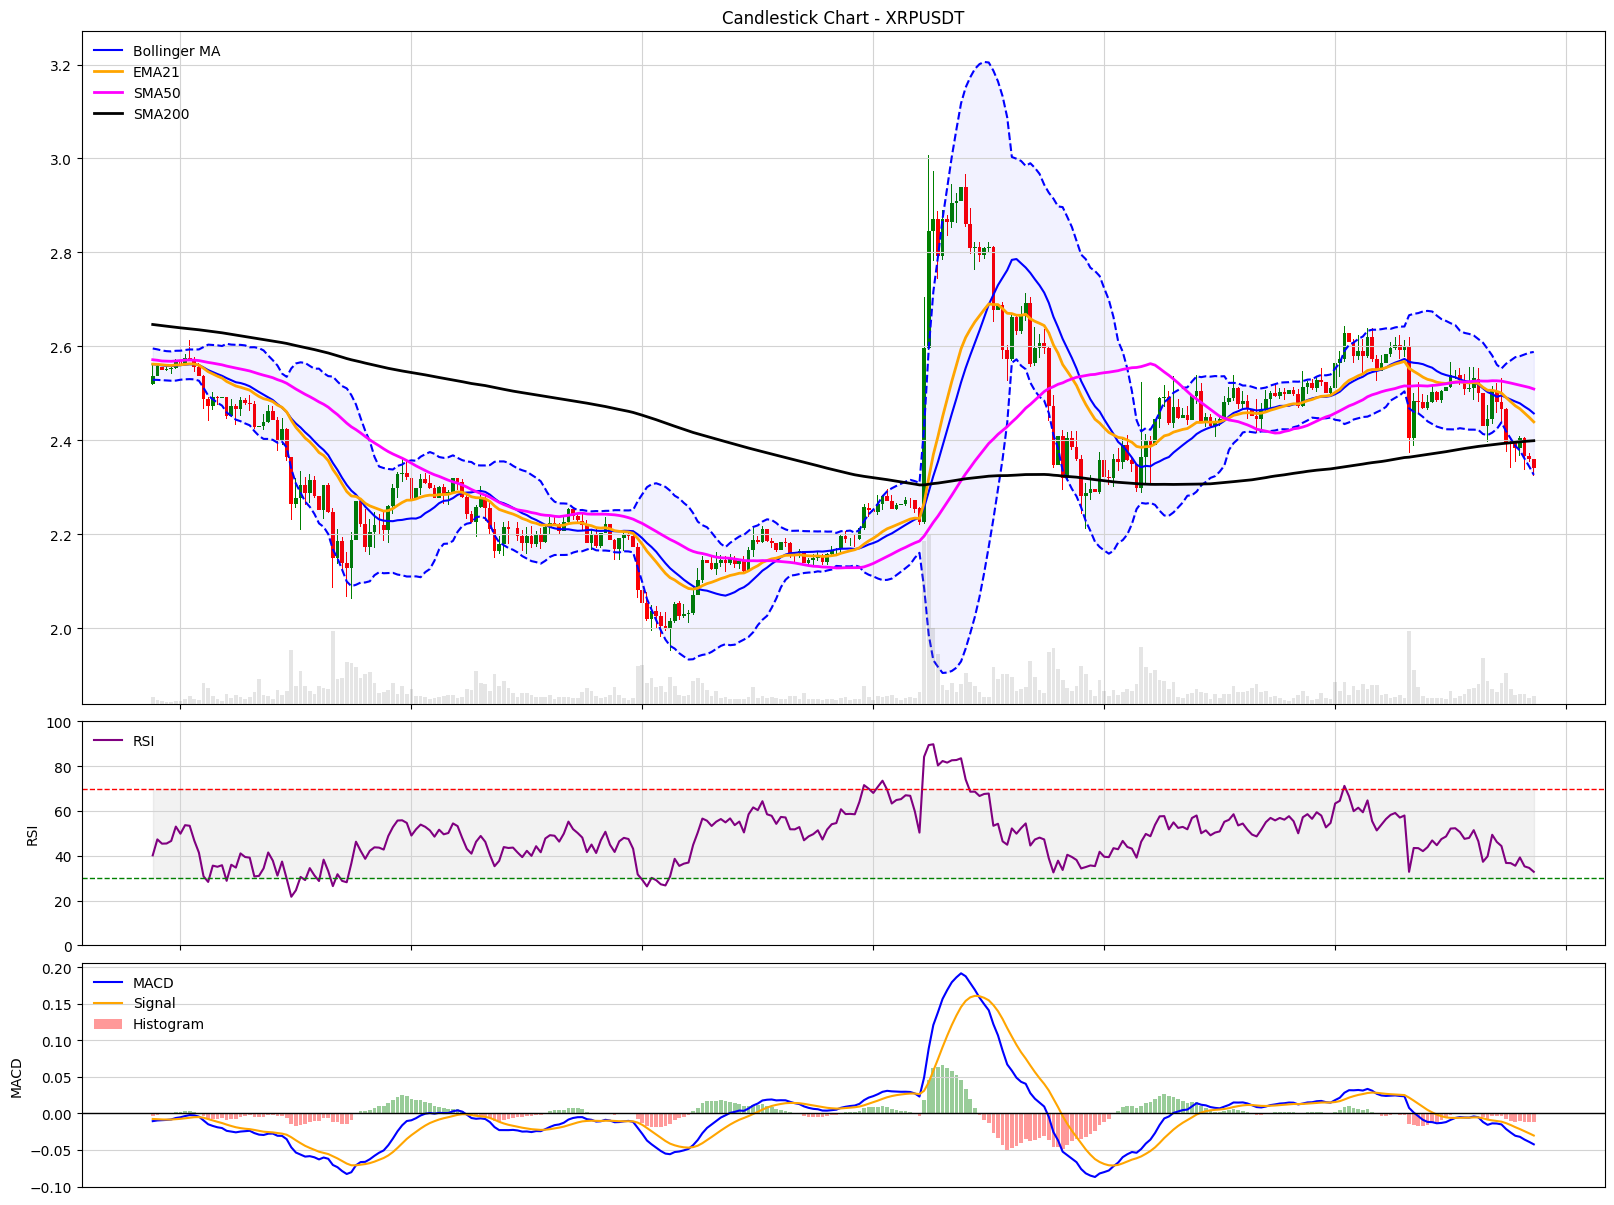 Candlestick Chart - XRPUSDT
Bollinger MA
EMA21
SMA50
SMA200
3.2
3.0
2.8
2.6
2.4
2.2
2.0
RSI
100
80
60
40
20
0
RSI
MACD
Signal
Histogram
0.20
0.15
0.10
0.05
0.00
−0.05
−0.10
MACD